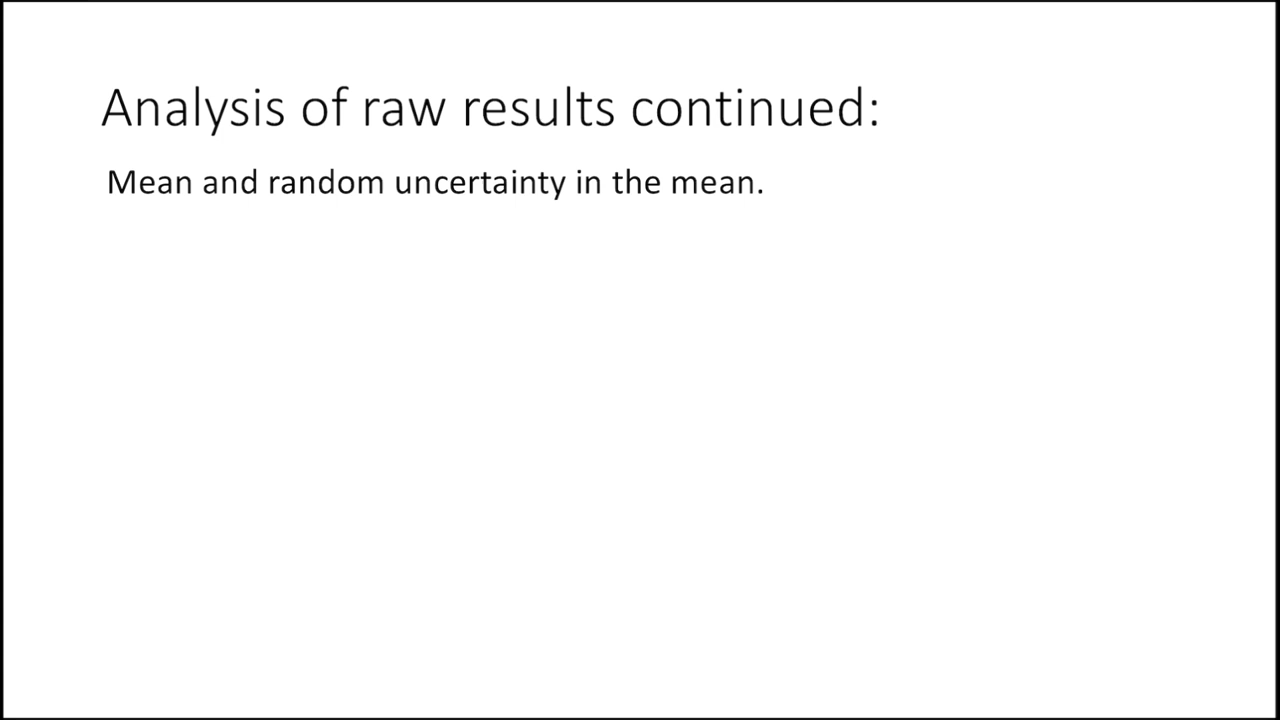 Analysis of raw results continued:
Mean and random uncertainty in the mean.